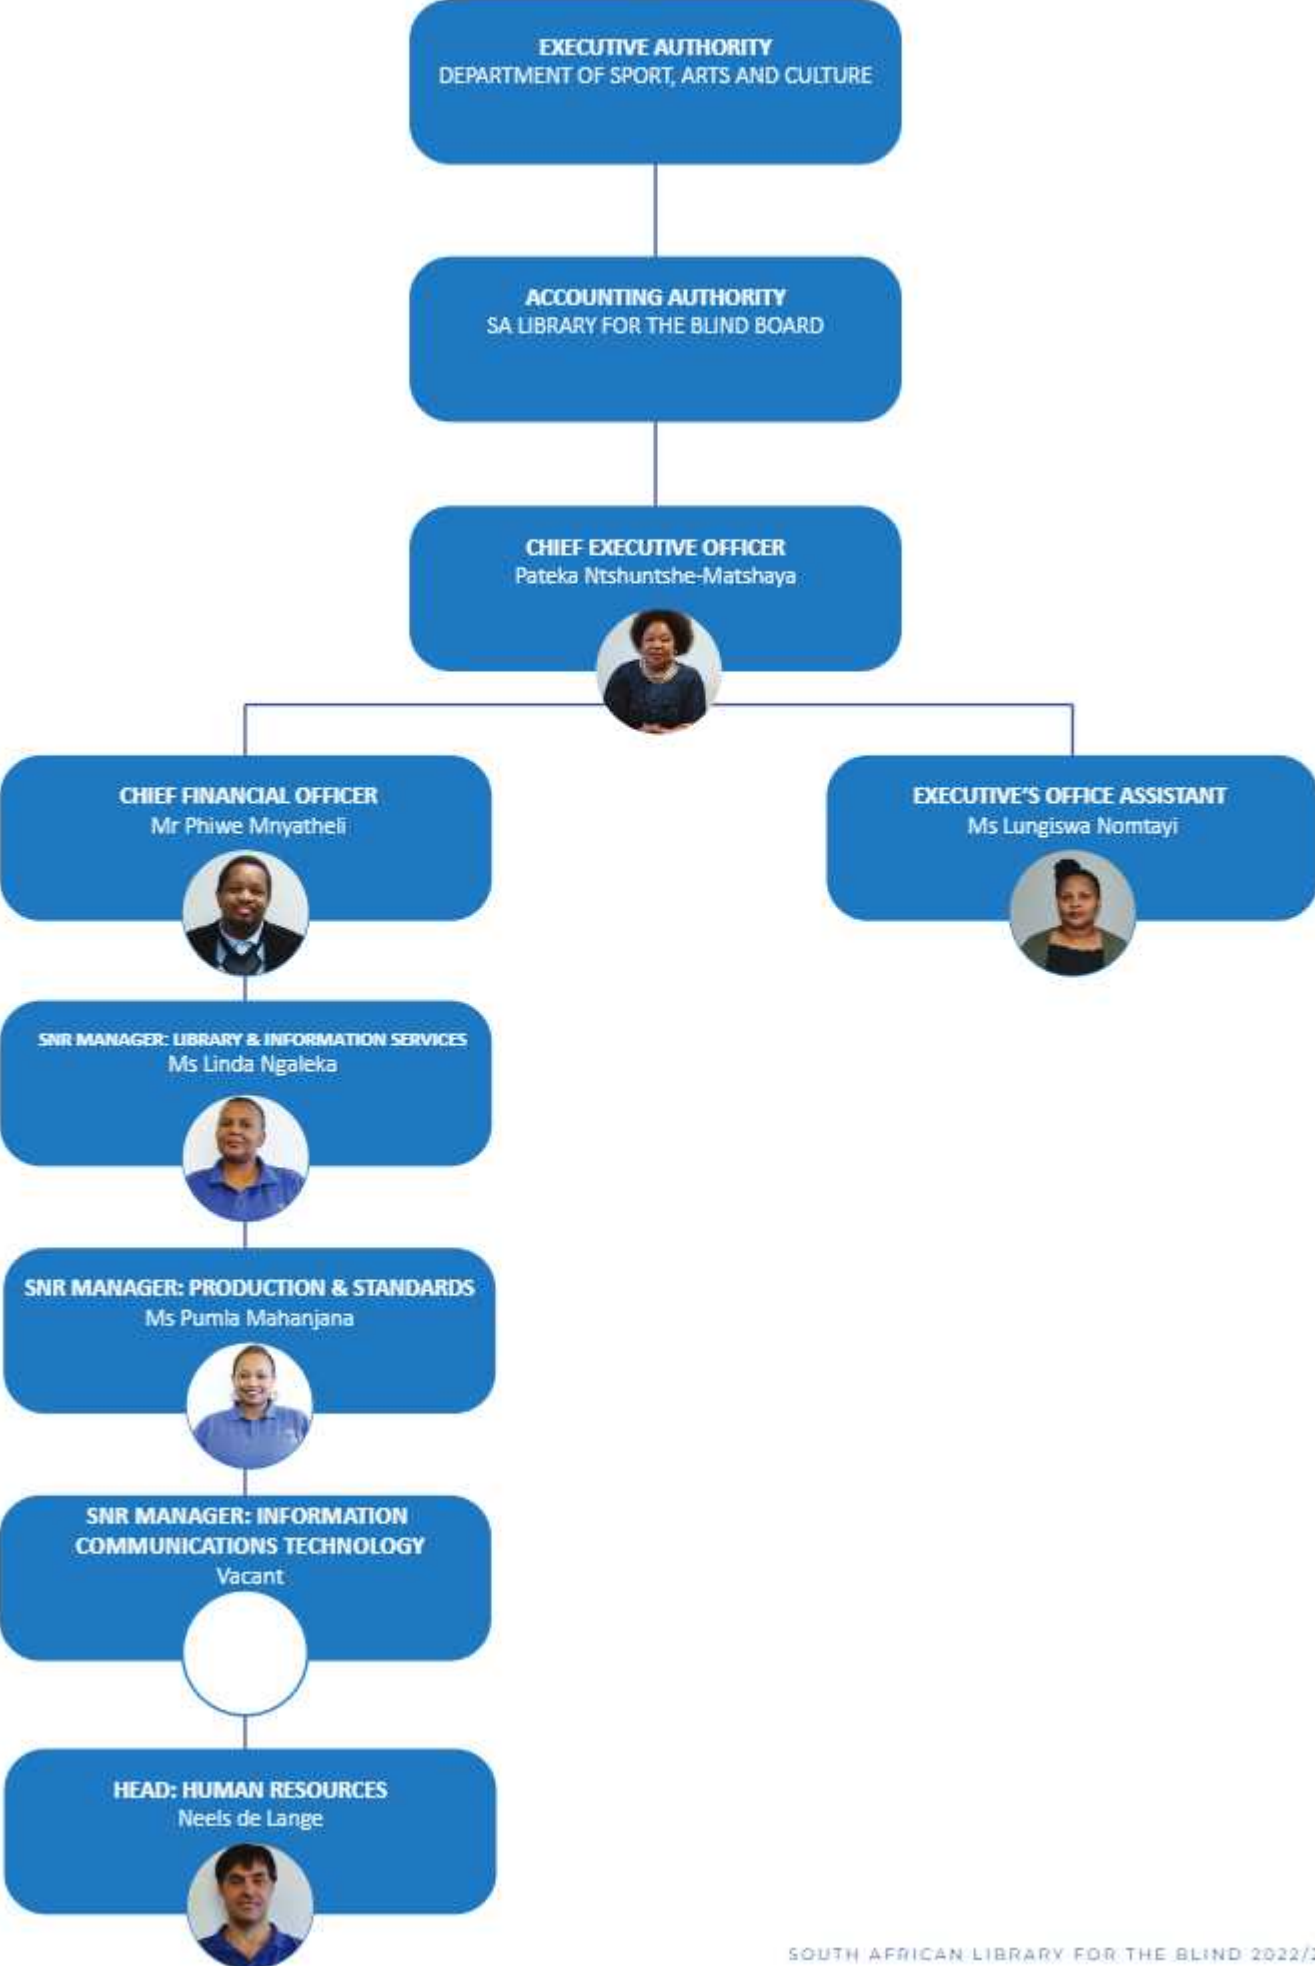 EXECUTIVE AUTHORITY
DEPARTMENT OF SPORT, ARTS AND CULTURE
ACCOUNTING AUTHORITY
SA LIBRARY FOR THE BLIND BOARD
CHIEF EXECUTIVE OFFICER
Pateka Ntshuntshe-Matshaya
CHIEF FINANCIAL OFFICER
Mr Phiwe Mnyatheli
EXECUTIVE'S OFFICE ASSISTANT
Ms Lungiswa Nomtayi
SNR MANAGER: LIBRARY & INFORMATION SERVICES
Ms Linda Ngaleka
SNR MANAGER: PRODUCTION & STANDARDS
Ms Pumla Mahanjana
SNR MANAGER: INFORMATION
COMMUNICATIONS TECHNOLOGY
Vacant
HEAD: HUMAN RESOURCES
Neels de Lange
SOUTH AFRICAN LIBRARY FOR THE BLIND 2022/